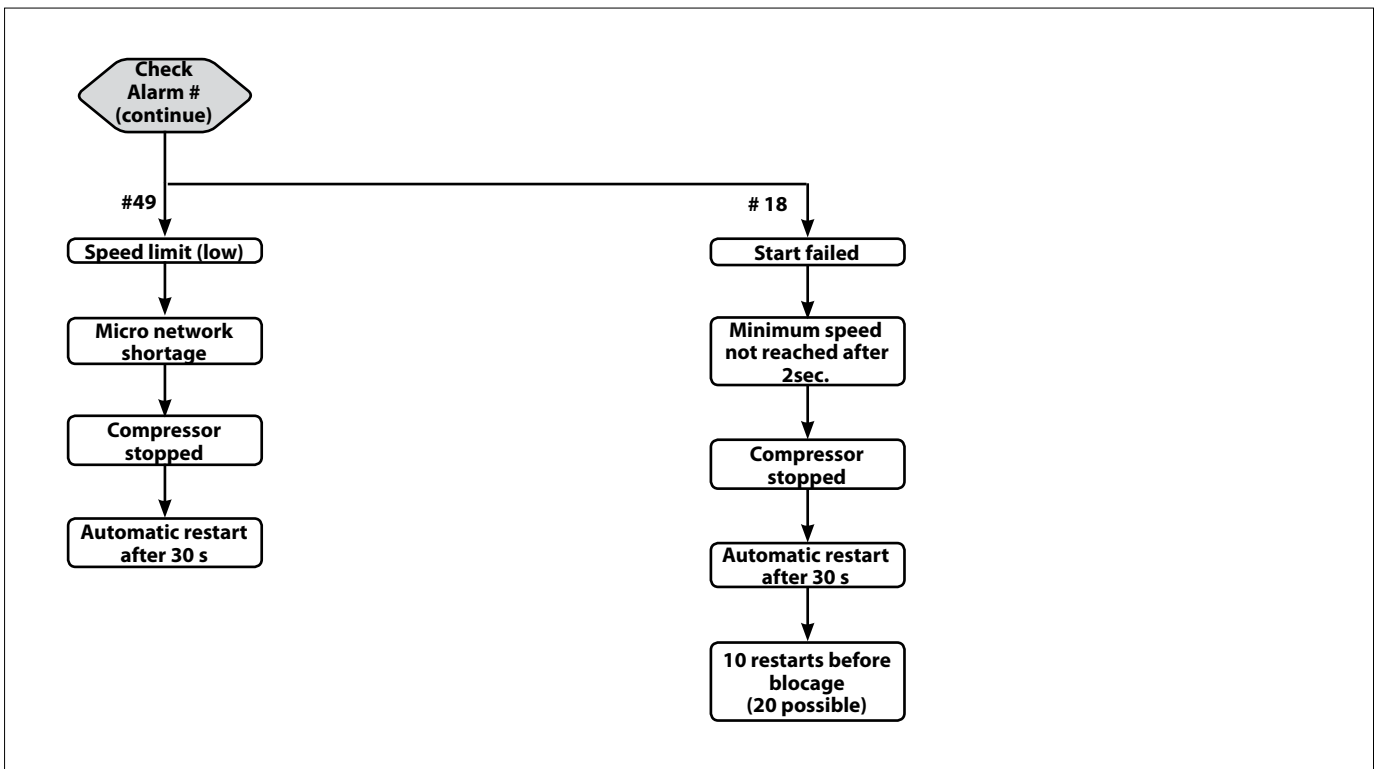 Check
Alarm #
(continue)
#49
Speed limit (low)
Micro network
shortage
Compressor
stopped
Automatic restart
after 30 s
# 18
Start failed
Minimum speed
not reached after
2sec.
Compressor
stopped
Automatic restart
after 30 s
10 restarts before
blocage
(20 possible)